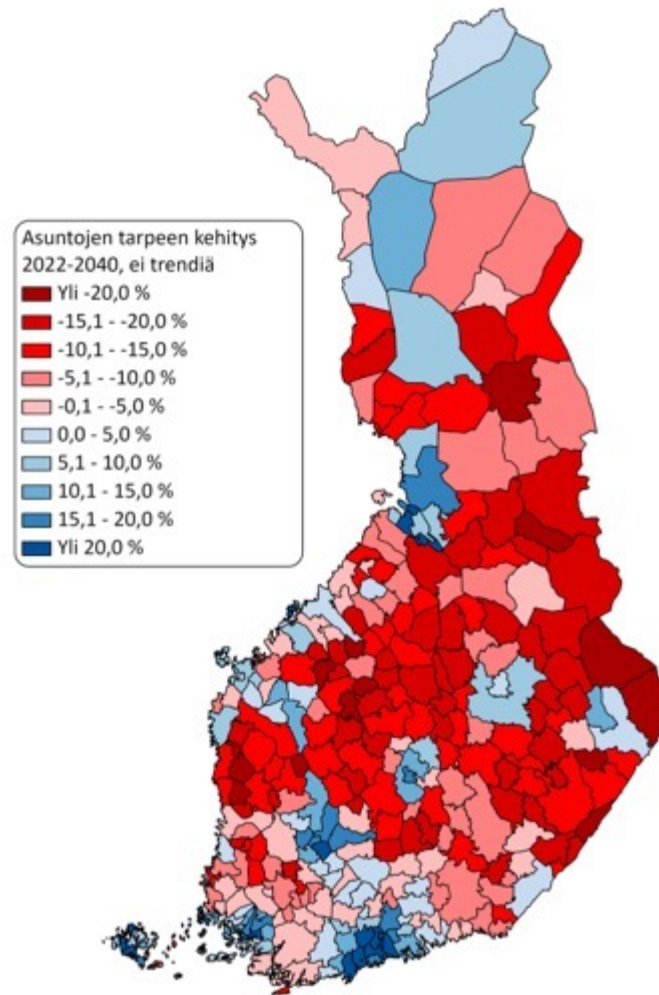 Asuntojen tarpeen kehitys
2022-2040, ei trendiä
Yli -20,0 %
-15,1 - -20,0 %
-10,1 - -15,0 %
-5,1 - -10,0 %
-0,1 - -5,0 %
0,0 - 5,0 %
5,1 - 10,0 %
10,1 - 15,0 %
15,1 - 20,0 %
Yli 20,0 %